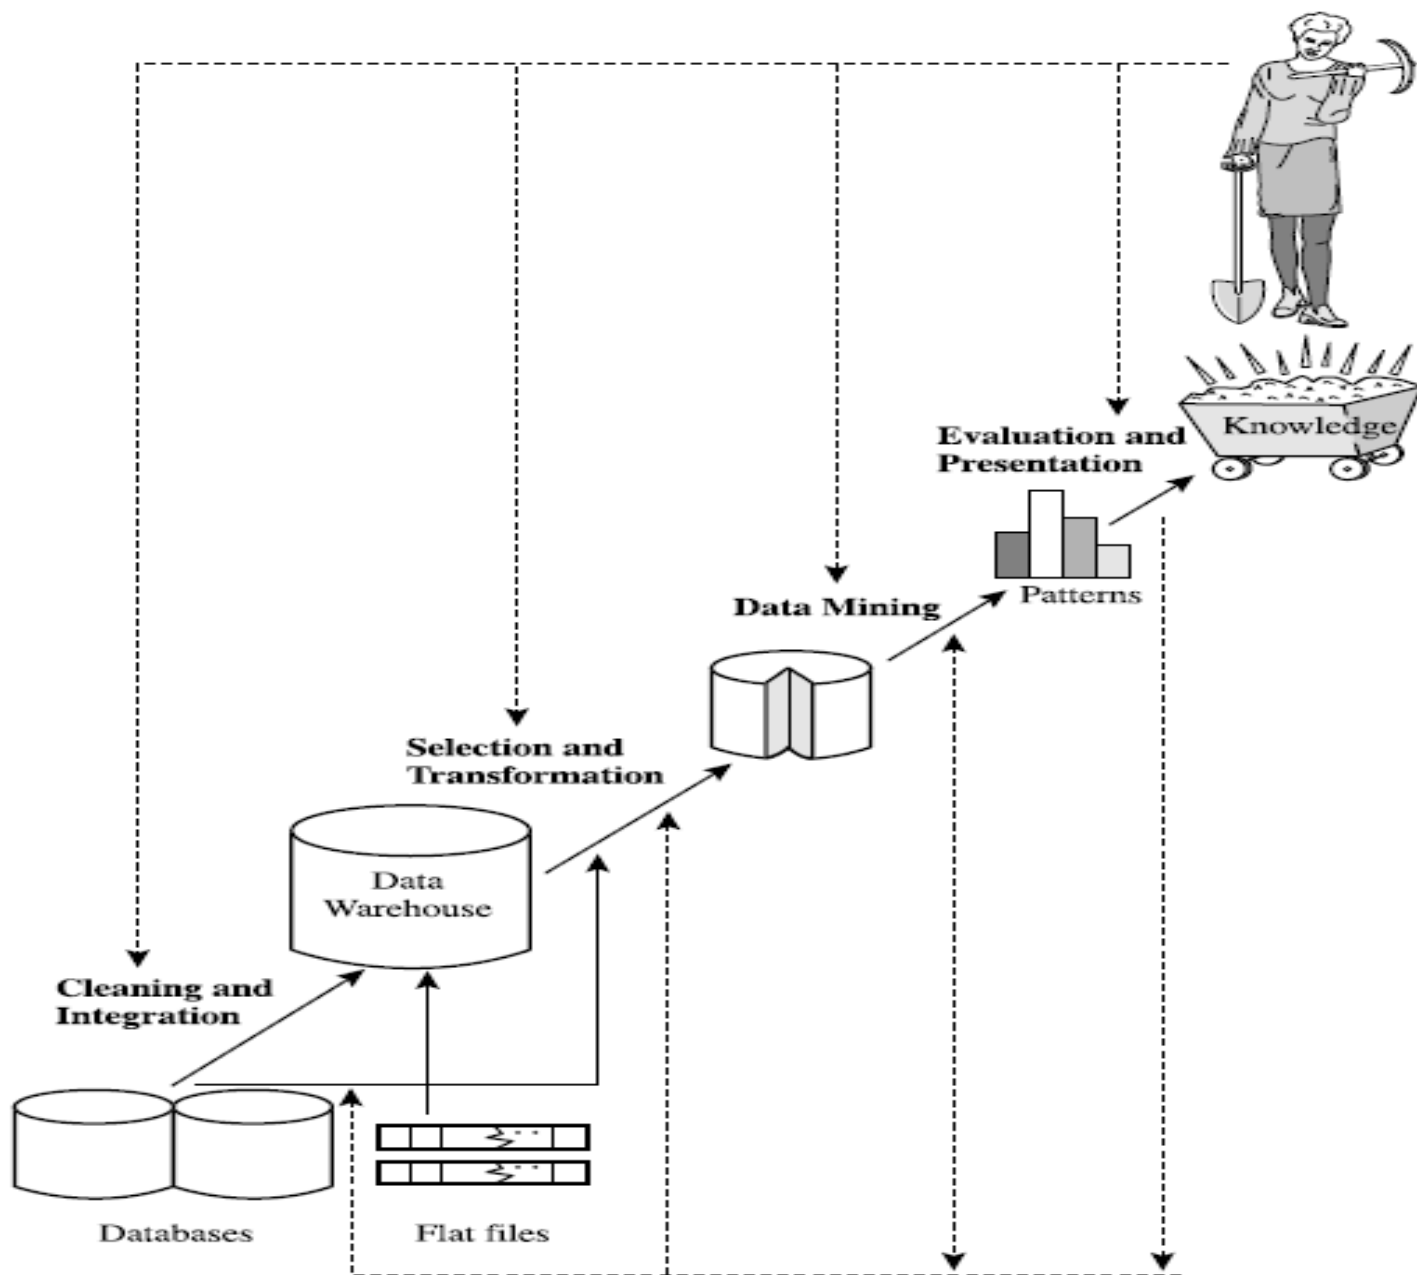 Evaluation and
Presentation
Knowledge
Patterns
Data Mining
Selection and
Transformation
Data
Warehouse
Cleaning and
Integration
Databases
Flat files